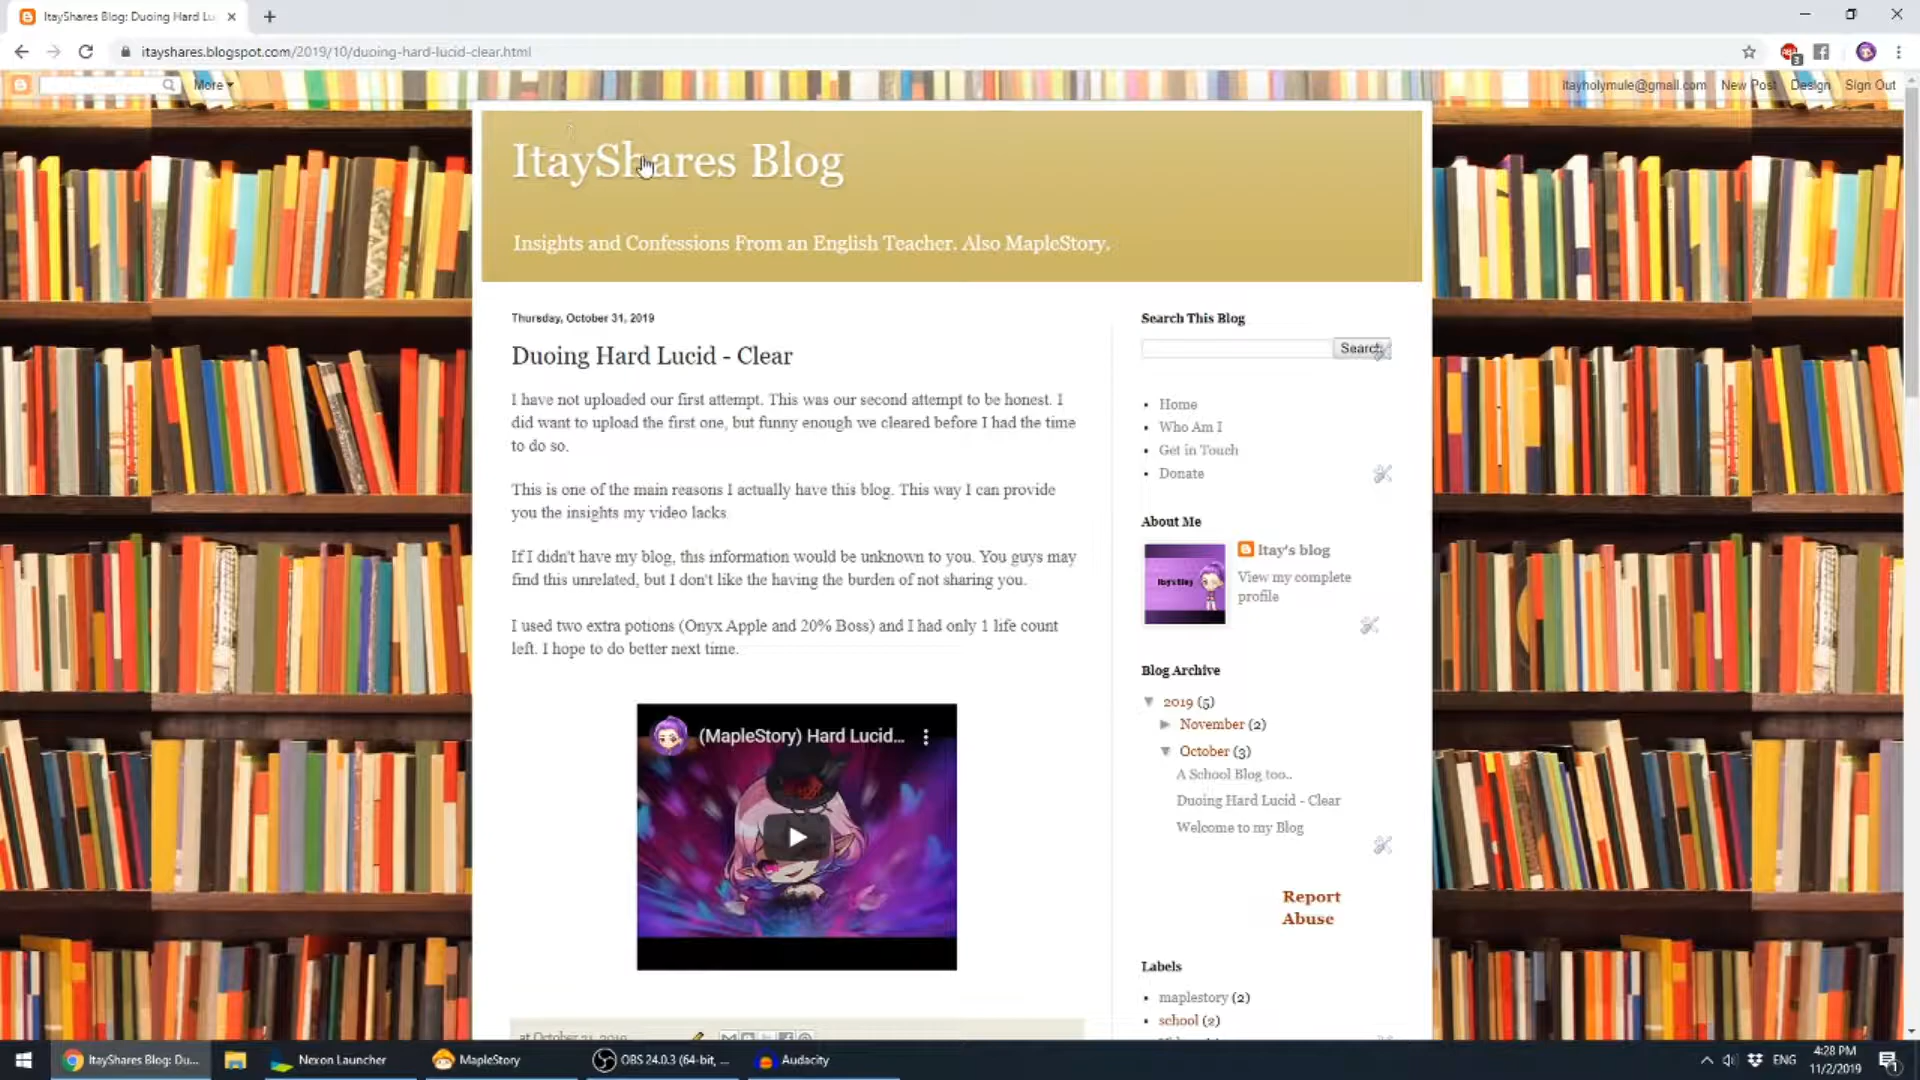 ItayShares Blog: Duoing Hard Lu
itayshares.blogspot.com/2019/10/duoing-hard-lucid-clear.html
3
More
itayholymule@gmail.com New Post Design Sign Out
ItayShares Blog
Insights and Confessions From an English Teacher. Also MapleStory.
Thursday, October 31, 2019
Duoing Hard Lucid - Clear
I have not uploaded our first attempt. This was our second attempt to be honest. I
did want to upload the first one, but funny enough we cleared before I had the time
to do so.
This is one of the main reasons I actually have this blog. This way I can provide
you the insights my video lacks
If I didn't have my blog, this information would be unknown to you. You guys may
find this unrelated, but I don't like the having the burden of not sharing you.
I used two extra potions (Onyx Apple and 20% Boss) and I had only 1 life count
left. I hope to do better next time.
(MapleStory) Hard Lucid...
at October 31, 2019
Search This Blog
Search
Home
Who Am I
Get in Touch
Donate
About Me
Itay's Blog
Itay's blog
View my complete
profile
Blog Archive
▼ 2019 (5)
► November (2)
▼ October (3)
A School Blog too..
Duoing Hard Lucid - Clear
Welcome to my Blog
Report
Abuse
Labels
maplestory (2)
school (2)
ItayShares Blog: Du...
Nexon Launcher
MapleStory
OBS 24.0.3 (64-bit, ...
Audacity
ENG
4:28 PM
11/2/2019
1